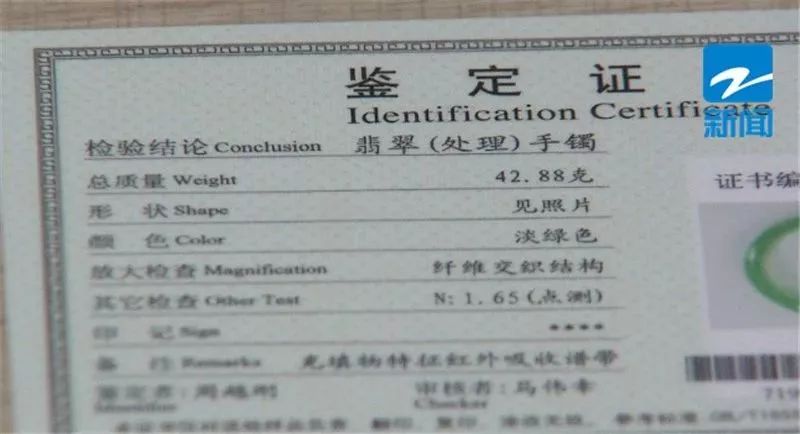 鉴 定 证
Identification Certificate
新闻
检验结论 Conclusion 翡翠(处理)手镯
总质量 Weight 42.88克
证书编
形 状 Shape 见照片
颜 色 Color 淡绿色
放大检查 Magnification 纤维交织结构
其它检查 Other Test N: 1.65(点测)
印 记 Sign ****
备 注 Remarks 充填物特征红外吸收谱带
鉴定者: 审核者:
Checker
719